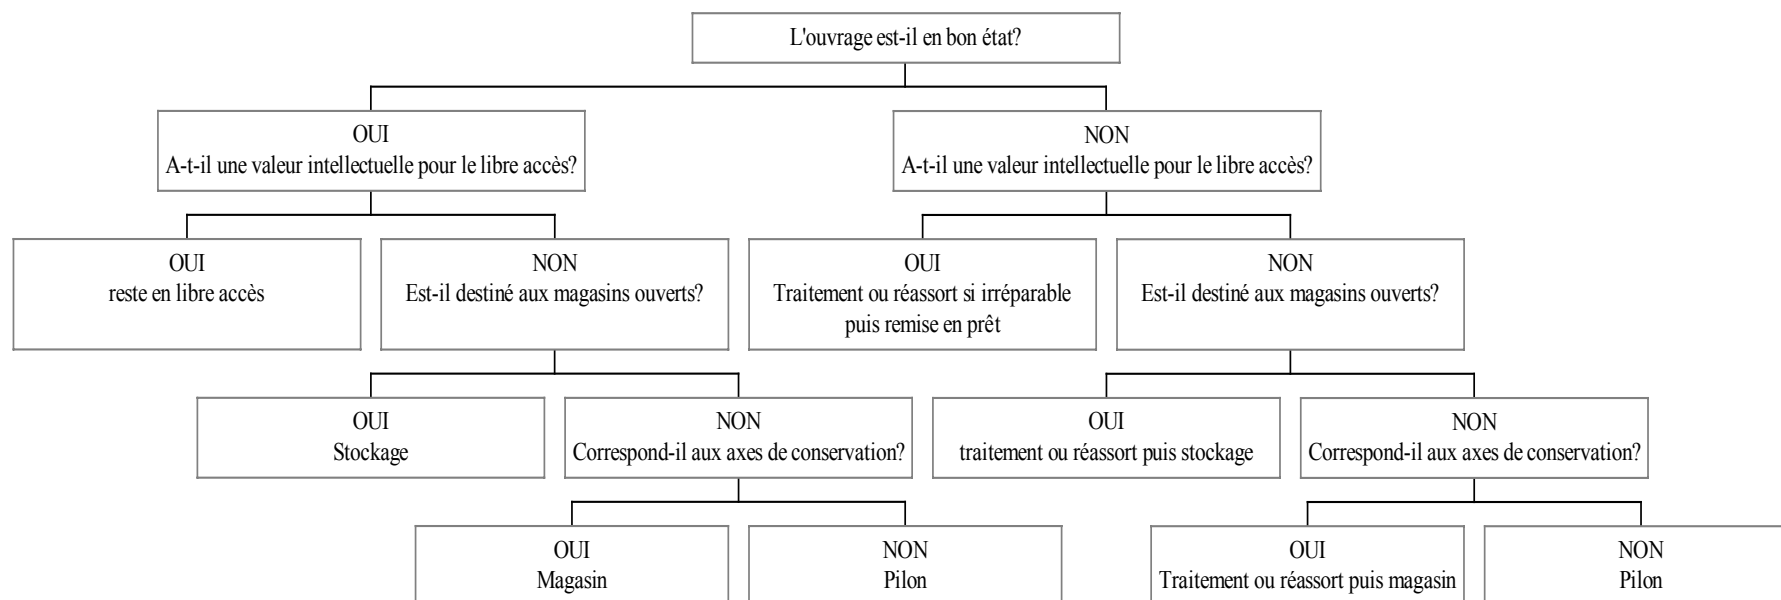 L'ouvrage est-il en bon état?
OUI
A-t-il une valeur intellectuelle pour le libre accès?
NON
A-t-il une valeur intellectuelle pour le libre accès?
OUI
reste en libre accès
NON
Est-il destiné aux magasins ouverts?
OUI
Traitement ou réassort si irréparable
puis remise en prêt
NON
Est-il destiné aux magasins ouverts?
OUI
Stockage
NON
Correspond-il aux axes de conservation?
OUI
traitement ou réassort puis stockage
NON
Correspond-il aux axes de conservation?
OUI
Magasin
NON
Pilon
OUI
Traitement ou réassort puis magasin
NON
Pilon